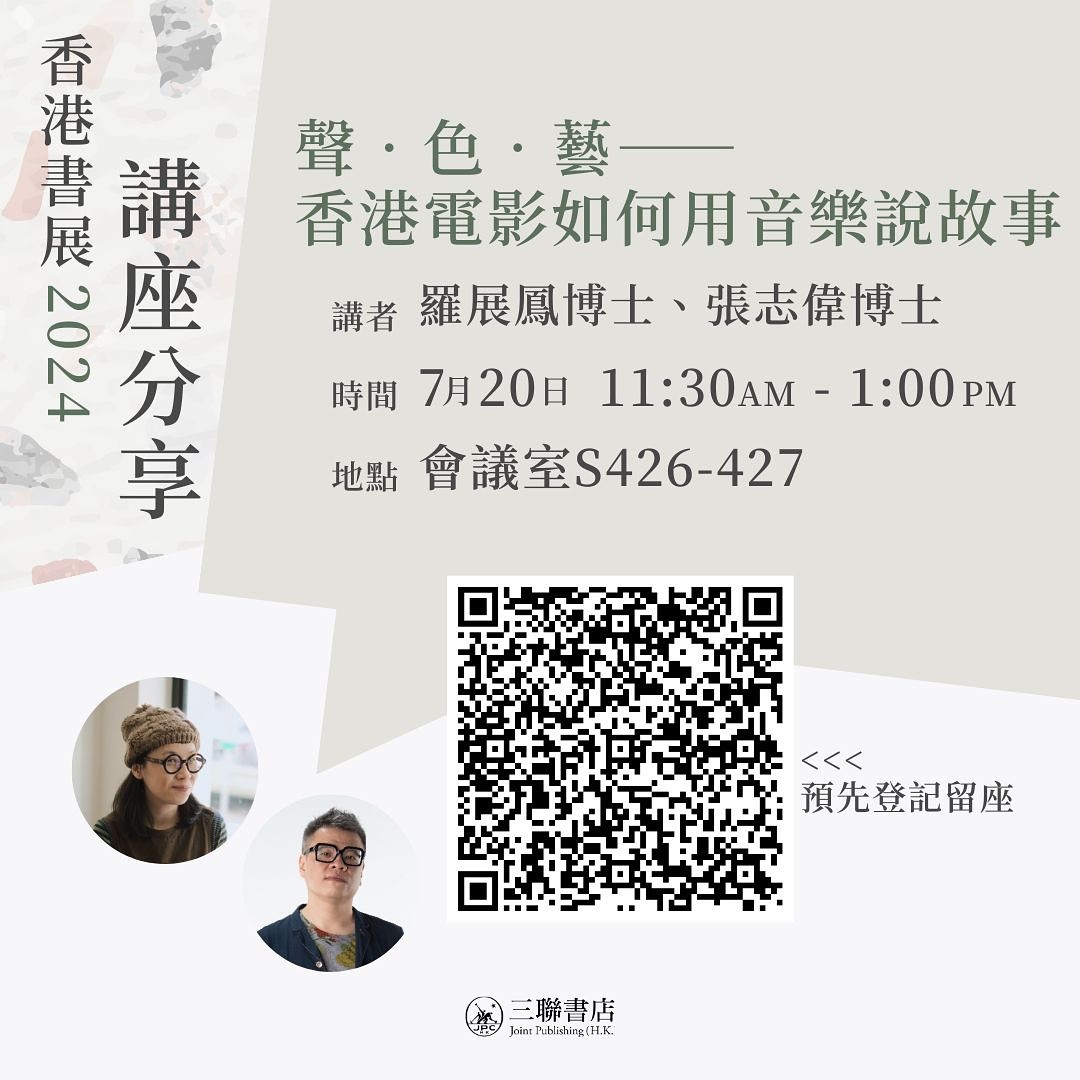 香港書展2024
講座分享
聲·色·藝——
香港電影如何用音樂說故事
講者 羅展鳳博士、張志偉博士
時間 7月20日 11:30AM - 1:00PM
地點 會議室S426-427
<<<
預先登記留座
JPC
三聯書店
Joint Publishing (H.K.